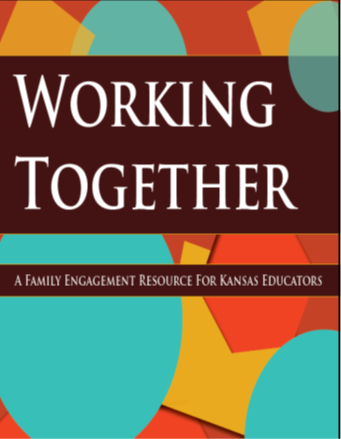 WORKING
TOGETHER
A FAMILY ENGAGEMENT RESOURCE FOR KANSAS EDUCATORS